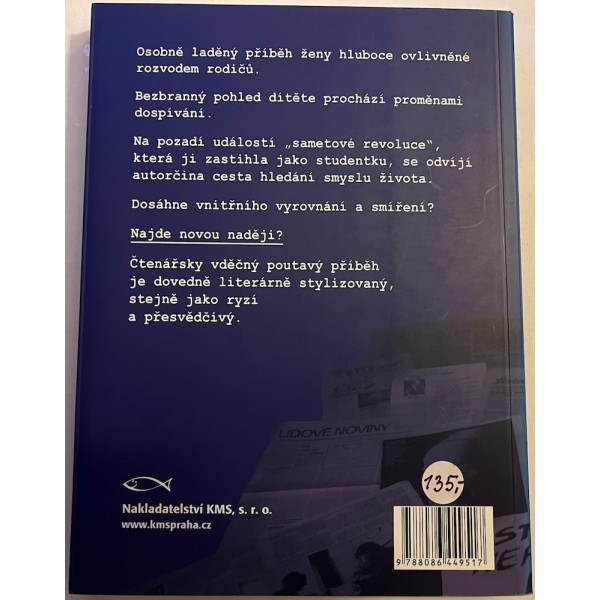 Osobně laděný příběh ženy hluboce ovlivněné
rozvodem rodičů.
Bezbranný pohled dítěte prochází proměnami
dospívání.
Na pozadí událostí „sametové revoluce“,
která ji zastihla jako studentku, se odvíjí
autorčina cesta hledání smyslu života.
Dosáhne vnitřního vyrovnání a smíření?
Najde novou naději?
Čtenářsky vděčný poutavý příběh
je dovedně literárně stylizovaný,
stejně jako ryzí
a přesvědčivý.
LIDOVÉ NOVINY
135,-
Nakladatelství KMS, s. r. o.
www.kmspraha.cz
9 788086 449517